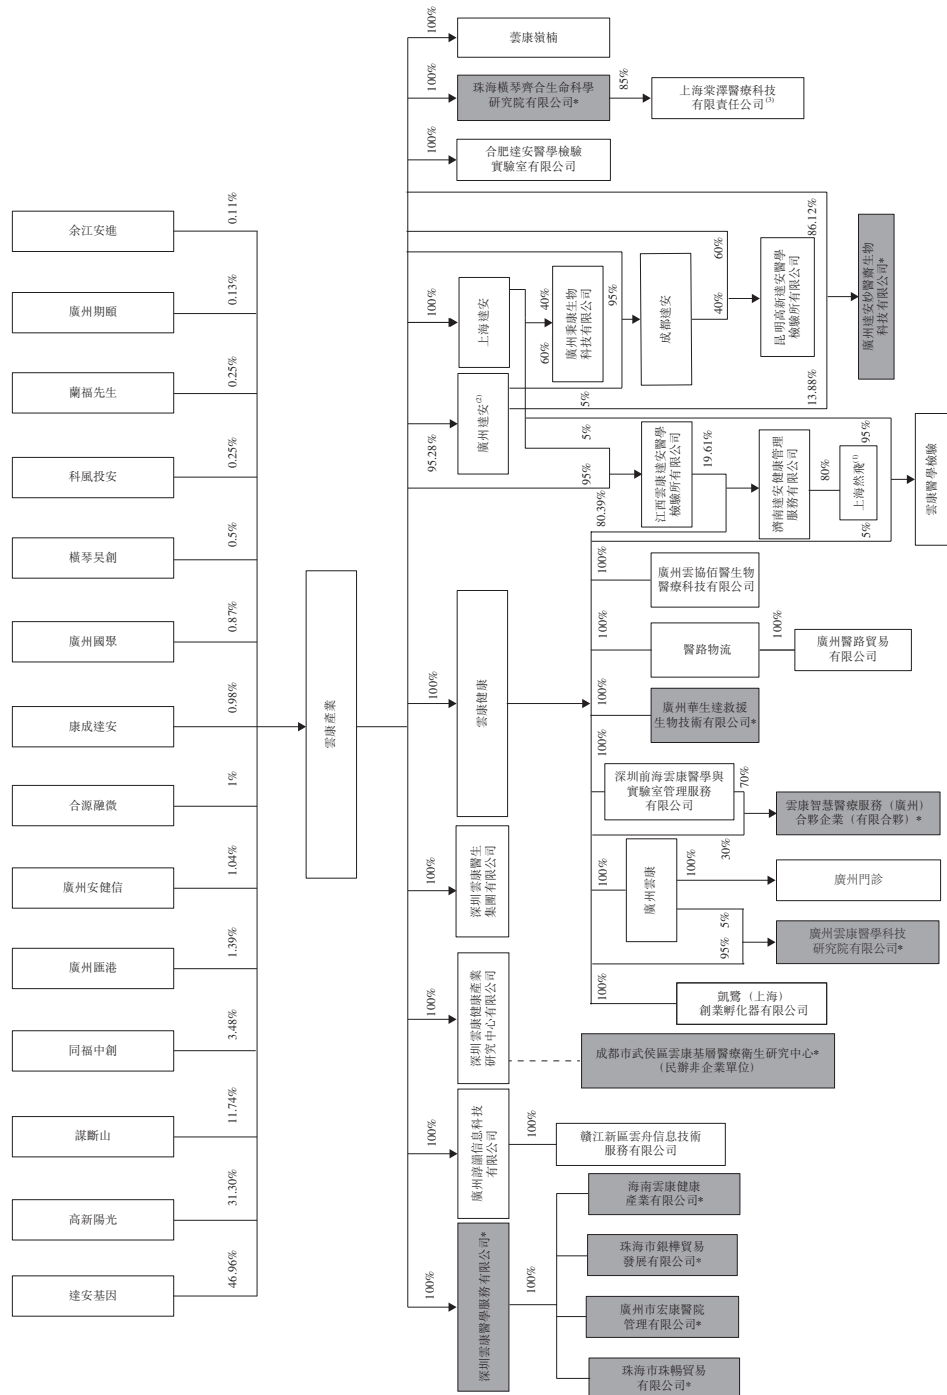 余江安進
0.11%
廣州期頤
0.13%
蘭福先生
0.25%
科風投安
0.25%
橫琴昊創
0.5%
廣州國聚
0.87%
康成達安
0.98%
合源融微
1%
廣州安健信
1.04%
廣州匯港
1.39%
同福中創
3.48%
謀斷山
11.74%
高新陽光
31.30%
達安基因
46.96%
雲康產業
100%
雲康嶺楠
100%
珠海橫琴齊合生命科學
研究院有限公司*
85%
上海棠澤醫療科技
有限責任公司(3)
100%
合肥達安醫學檢驗
實驗室有限公司
100%
上海達安
95.28%
廣州達安(2)
60%
40%
廣州秉康生物
科技有限公司
5%
95%
成都達安
40%
60%
昆明高新達安醫學
檢驗所有限公司
13.88%
86.12%
廣州達安妙醫齋生物
科技有限公司*
95%
5%
江西雲康達安醫學
檢驗所有限公司
80.39%
19.61%
濟南達安健康管理
服務有限公司
80%
上海然飛(1)
5%
95%
雲康醫學檢驗
100%
雲康健康
100%
廣州雲協佰醫生物
醫療科技有限公司
100%
醫路物流
100%
廣州醫路貿易
有限公司
100%
廣州華生達救援
生物技術有限公司*
100%
深圳前海雲康醫學與
實驗室管理服務
有限公司
70%
30%
雲康智慧醫療服務（廣州）
合夥企業（有限合夥）*
100%
廣州雲康
100%
廣州門診
95%
5%
廣州雲康醫學科技
研究院有限公司*
100%
凱鷺（上海）
創業孵化器有限公司
100%
深圳雲康醫生
集團有限公司
100%
深圳雲康健康產業
研究中心有限公司
成都市武侯區雲康基層醫療衛生研究中心*
(民辦非企業單位)
100%
廣州諄韻信息科技
有限公司
100%
贛江新區雲舟信息技術
服務有限公司
100%
深圳雲康醫學服務有限公司*
100%
海南雲康健康
產業有限公司*
珠海市銀樺貿易
發展有限公司*
廣州市宏康醫院
管理有限公司*
珠海市珠暢貿易
有限公司*